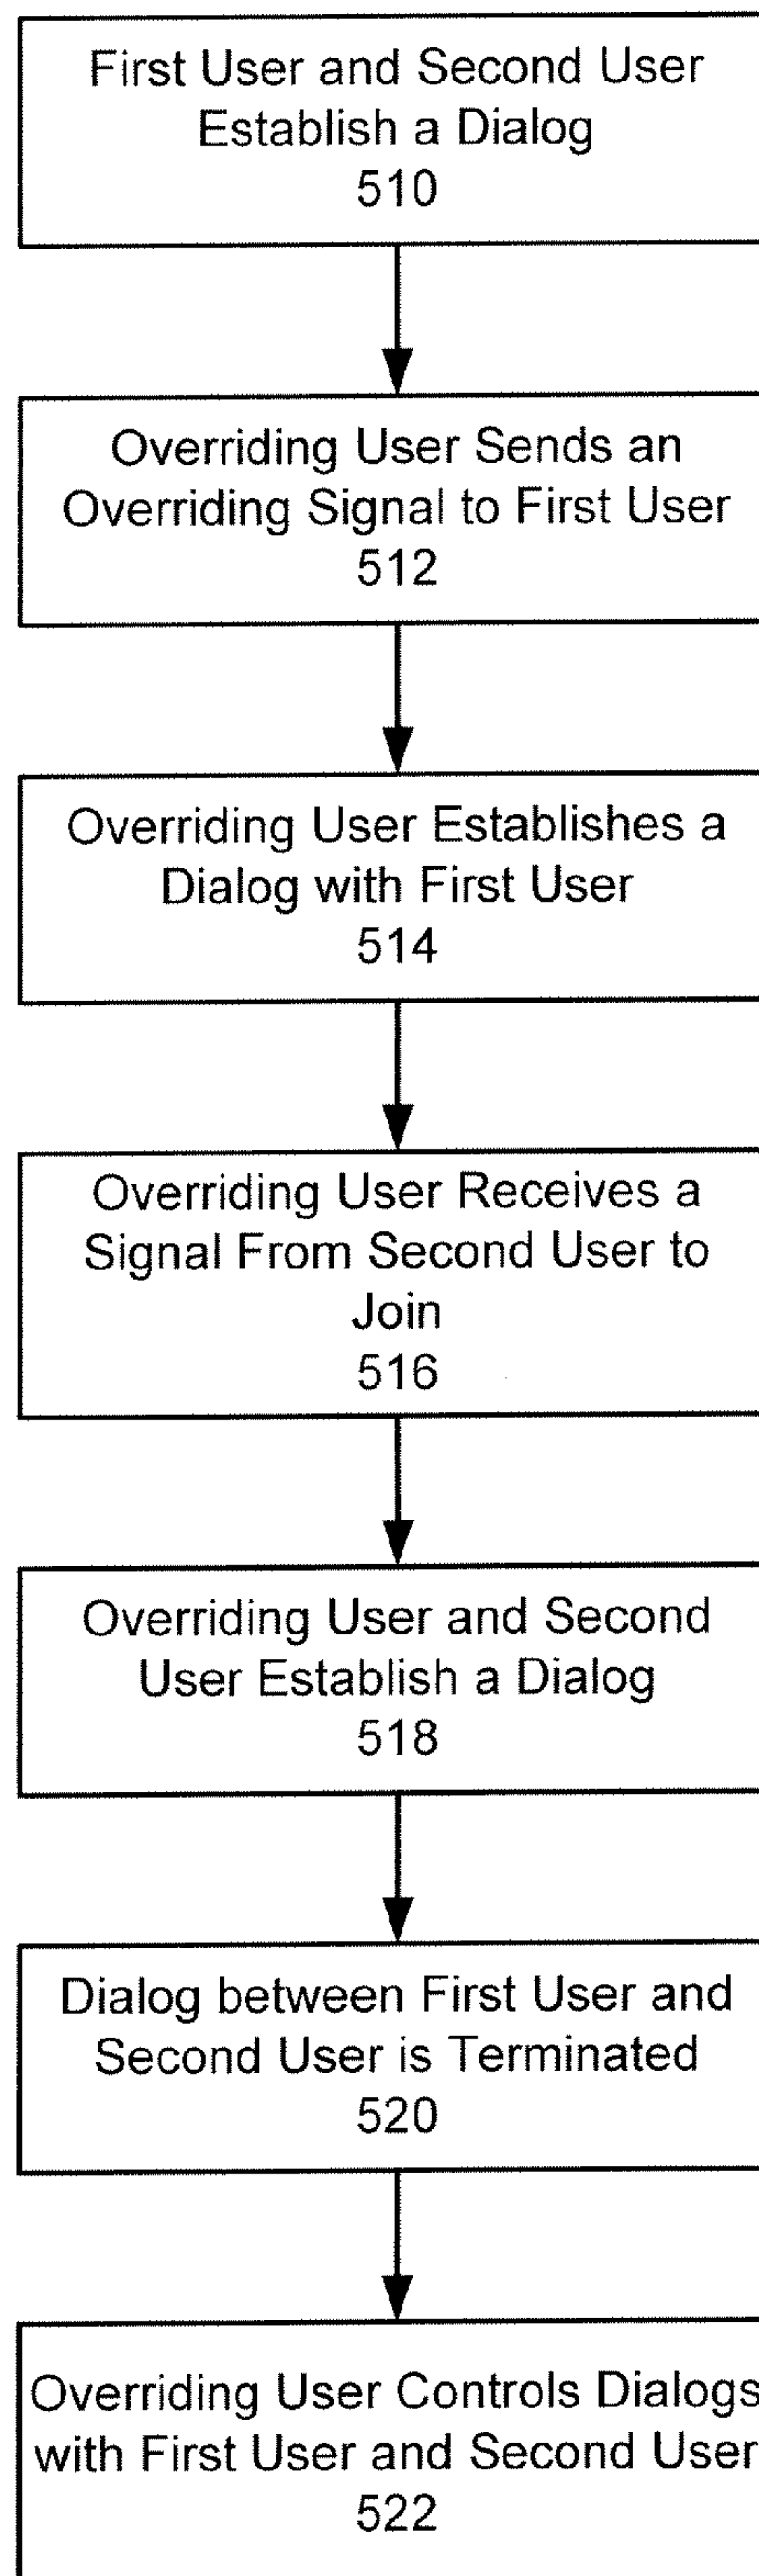 First User and Second User
Establish a Dialog
510
Overriding User Sends an
Overriding Signal to First User
512
Overriding User Establishes a
Dialog with First User
514
Overriding User Receives a
Signal From Second User to
Join
516
Overriding User and Second
User Establish a Dialog
518
Dialog between First User and
Second User is Terminated
520
Overriding User Controls Dialogs
with First User and Second User
522